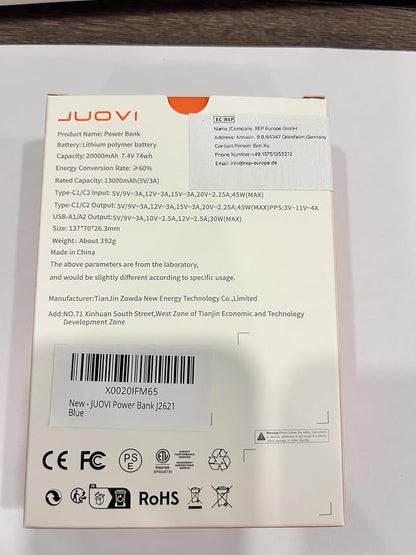 JUOVI
Product Name: Power Bank
Battery: Lithium polymer battery
Capacity: 20000mAh 7.4V 74wh
Energy Conversion Rate: ≥60%
Rated Capacity: 13000mAh(5V/3A)
EC REP
Name /Company: REP Europe GmbH
Address: Annastr. 9 B,64347 Griesheim,Germany
Contact Person: Ben Xu
Phone Number:+49 15751253212
Email: info@rep-europe.de
Type-C1/C2 Input: 5V/9V-3A,12V-3A,15V-3A,20V-2.25A;45W(MAX)
Type-C1/C2 Output: 5V/9V-3A,12V-3A,15V-3A,20V-2.25A;45W(MAX)PPS:3V-11V-4A
USB-A1/A2 Output:5V/9V-3A,10V-2.5A,12V-2.5A;30W(MAX)
Size: 137*70*26.3mm
Weight: About 392g
Made in China
The above parameters are from the laboratory,
and would be slightly different according to specific usage.
Manufacturer:TianJin Zowda New Energy Technology Co.,Limited
Add:NO.71 Xinhuan South Street,West Zone of Tianjin Economic and Technology
Development Zone
X0020IFM65
New - JUOVI Power Bank J2621
Blue
CE FC
PS
E
ETL
Intertek
RoHS